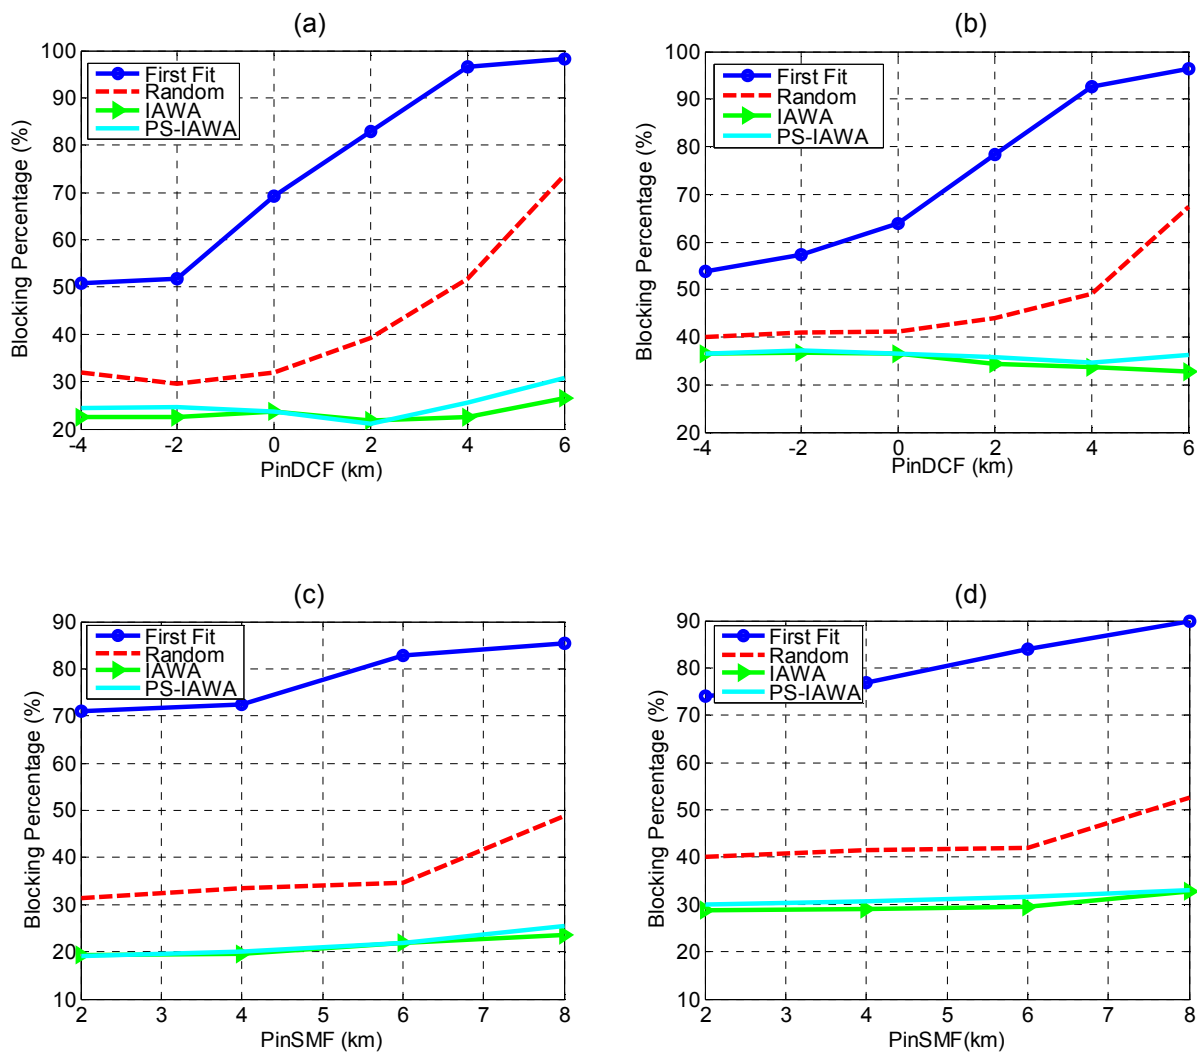 (a)
100
90
80
70
60
50
40
30
20
Blocking Percentage (%)
First Fit
Random
IAWA
PS-IAWA
-4 -2 0 2 4 6
PinDCF (km)
(b)
100
90
80
70
60
50
40
30
20
Blocking Percentage (%)
First Fit
Random
IAWA
PS-IAWA
-4 -2 0 2 4 6
PinDCF (km)
(c)
90
80
70
60
50
40
30
20
10
Blocking Percentage (%)
First Fit
Random
IAWA
PS-IAWA
2 3 4 5 6 7 8
PinSMF (km)
(d)
90
80
70
60
50
40
30
20
10
Blocking Percentage (%)
First Fit
Random
IAWA
PS-IAWA
2 3 4 5 6 7 8
PinSMF(km)